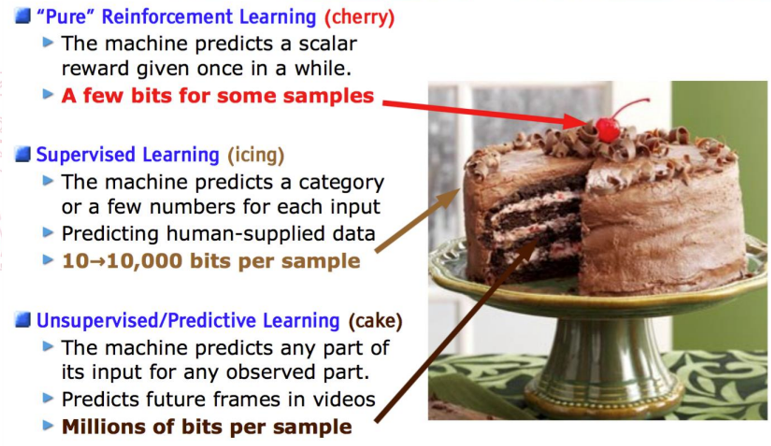 "Pure" Reinforcement Learning (cherry)
The machine predicts a scalar
reward given once in a while.
A few bits for some samples
Supervised Learning (icing)
The machine predicts a category
or a few numbers for each input
Predicting human-supplied data
10→10,000 bits per sample
Unsupervised/Predictive Learning (cake)
The machine predicts any part of
its input for any observed part.
Predicts future frames in videos
Millions of bits per sample